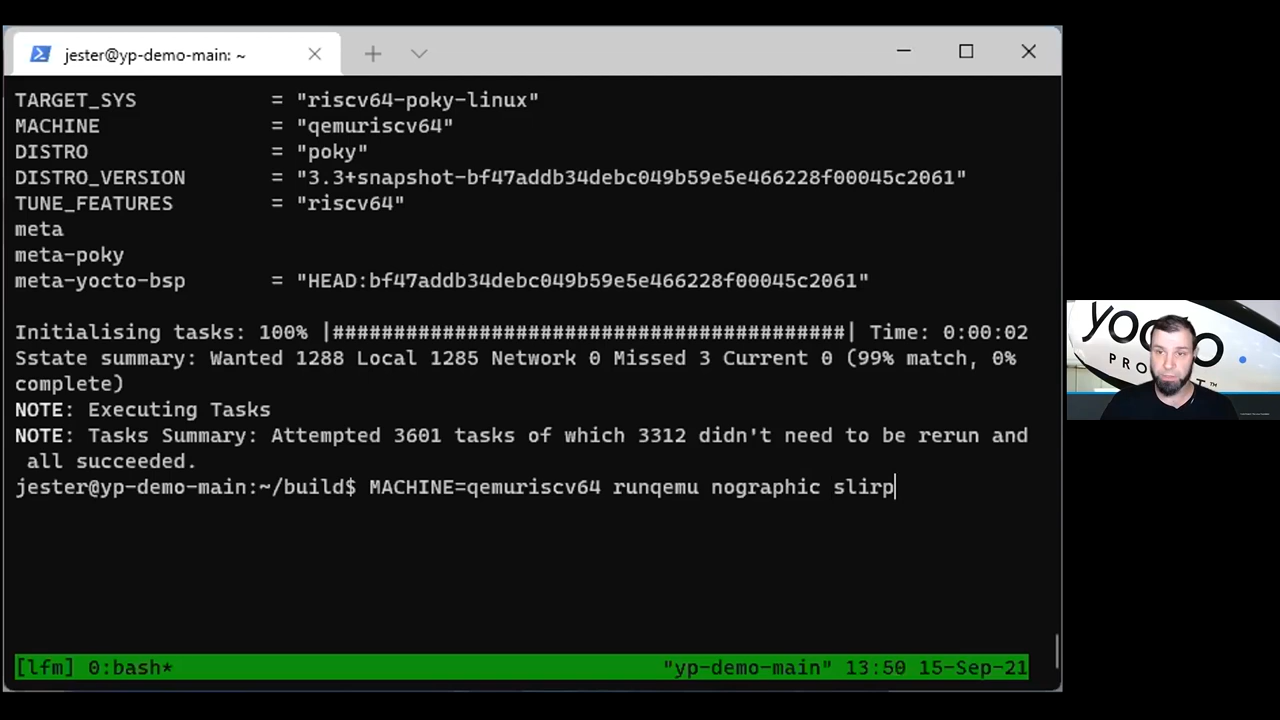 jester@yp-demo-main: ~
TARGET_SYS = "riscv64-poky-linux"
MACHINE = "qemuriscv64"
DISTRO = "poky"
DISTRO_VERSION = "3.3+snapshot-bf47addb34debc049b59e5e466228f00045c2061"
TUNE_FEATURES = "riscv64"
meta
meta-poky
meta-yocto-bsp = "HEAD:bf47addb34debc049b59e5e466228f00045c2061"
Initialising tasks: 100% |##########################################| Time: 0:00:02
Sstate summary: Wanted 1288 Local 1285 Network 0 Missed 3 Current 0 (99% match, 0%
complete)
NOTE: Executing Tasks
NOTE: Tasks Summary: Attempted 3601 tasks of which 3312 didn't need to be rerun and
all succeeded.
jester@yp-demo-main:~/build$ MACHINE=qemuriscv64 runqemu nographic slirp
[lfm] 0:bash* "yp-demo-main" 13:50 15-Sep-21